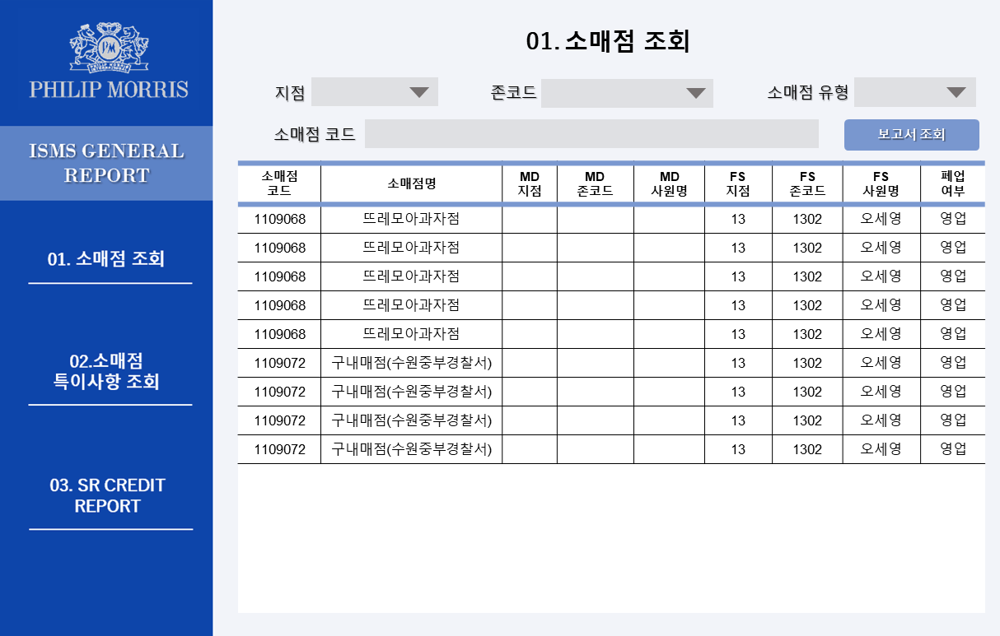 PM
PHILIP MORRIS
ISMS GENERAL
REPORT
01. 소매점 조회
02.소매점
특이사항 조회
03. SR CREDIT
REPORT
01. 소매점 조회
지점 존코드 소매점 유형
소매점 코드 보고서 조회
소매점 코드 소매점명 MD 지점 MD 존코드 MD 사원명 FS 지점 FS 존코드 FS 사원명 폐업 여부
1109068 뜨레모아과자점 13 1302 오세영 영업
1109068 뜨레모아과자점 13 1302 오세영 영업
1109068 뜨레모아과자점 13 1302 오세영 영업
1109068 뜨레모아과자점 13 1302 오세영 영업
1109068 뜨레모아과자점 13 1302 오세영 영업
1109072 구내매점(수원중부경찰서) 13 1302 오세영 영업
1109072 구내매점(수원중부경찰서) 13 1302 오세영 영업
1109072 구내매점(수원중부경찰서) 13 1302 오세영 영업
1109072 구내매점(수원중부경찰서) 13 1302 오세영 영업